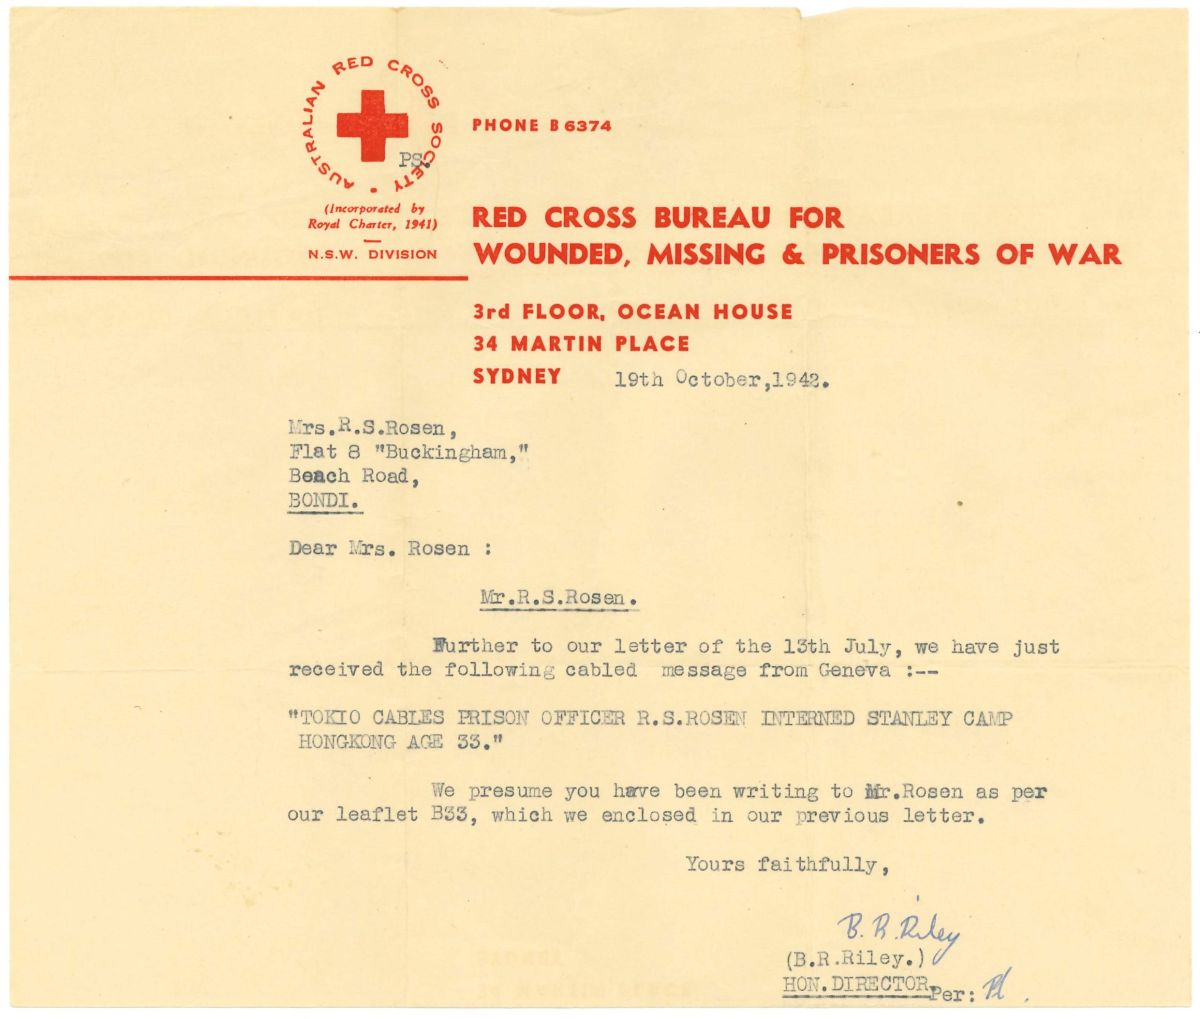 AUSTRALIAN RED CROSS SOCIETY
PS.
(Incorporated by
Royal Charter, 1941)
N.S.W. DIVISION
PHONE B 6374
RED CROSS BUREAU FOR
WOUNDED, MISSING & PRISONERS OF WAR
3rd FLOOR, OCEAN HOUSE
34 MARTIN PLACE
SYDNEY 19th October,1942.
Mrs.R.S.Rosen,
Flat 8 "Buckingham,"
Beach Road,
BONDI.
Dear Mrs. Rosen :
Mr.R.S.Rosen.
Further to our letter of the 13th July, we have just
received the following cabled message from Geneva :--
"TOKIO CABLES PRISON OFFICER R.S.ROSEN INTERNED STANLEY CAMP
HONGKONG AGE 33."
We presume you have been writing to Mr.Rosen as per
our leaflet B33, which we enclosed in our previous letter.
Yours faithfully,
B. R. Riley
(B.R.Riley.)
HON. DIRECTOR.
Per: